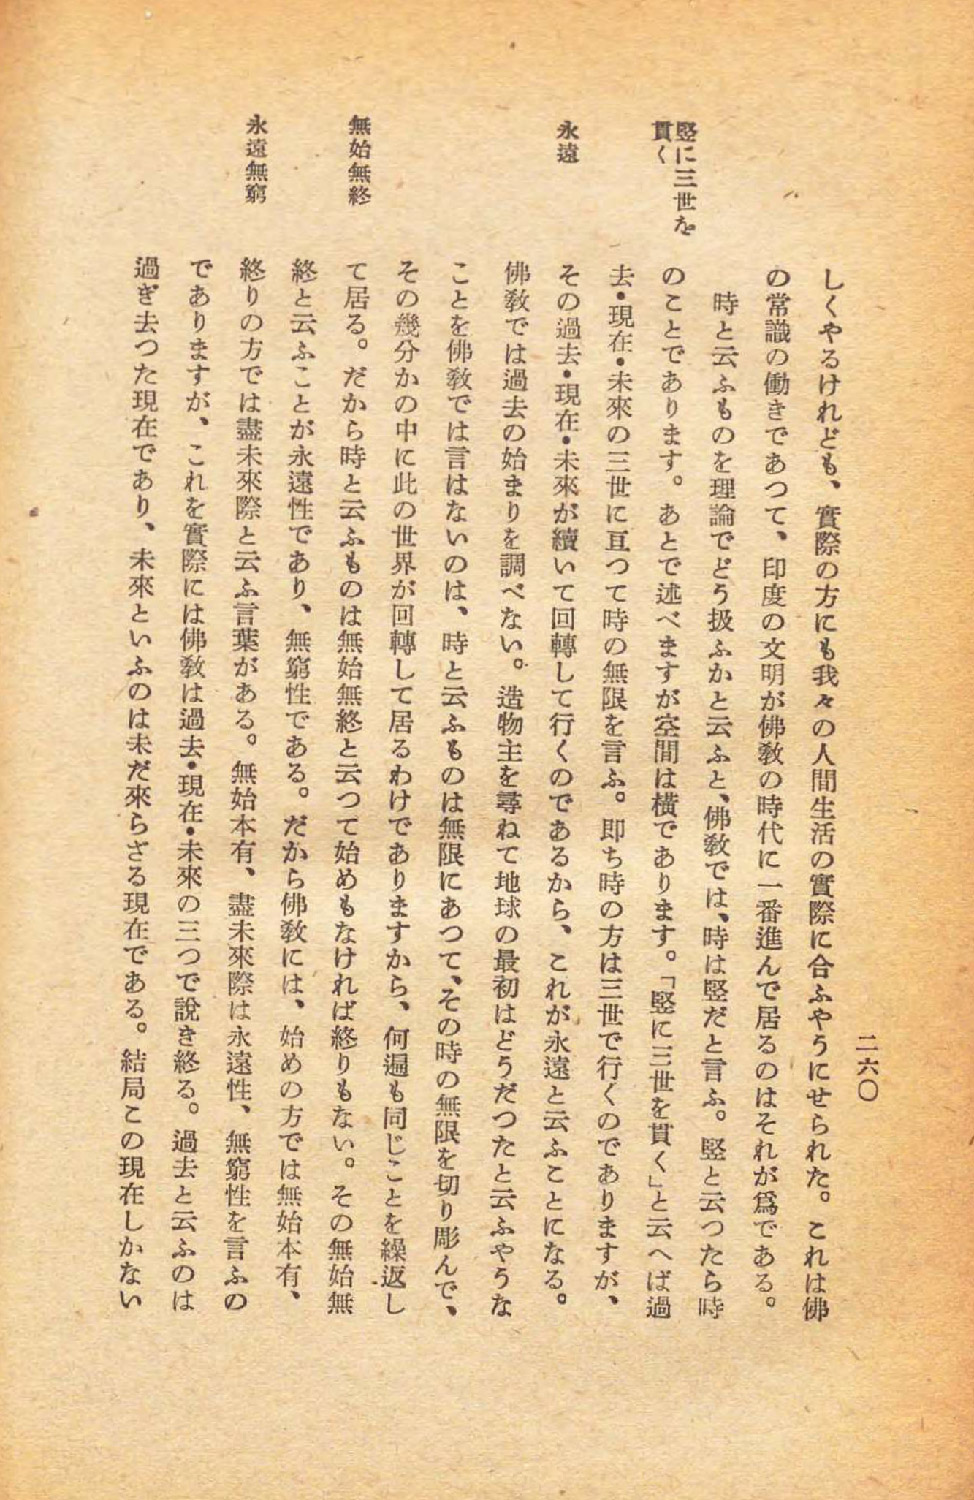 二六〇
しくやるけれども、實際の方にも我々の人間生活の實際に合ふやうにせられた。これは佛
の常識の働きであつて、印度の文明が佛教の時代に一番進んで居るのはそれが爲である。
時と云ふものを理論でどう扱ふかと云ふと、佛教では、時は竪だと言ふ。竪と云つたら時
竪に三世を
貫く
のことであります。あとで述べますが空間は横であります。「竪に三世を貫く」と云へば過
去・現在・未來の三世に亙つて時の無限を言ふ。即ち時の方は三世で行くのでありますが、
永遠
その過去・現在・未來が續いて回轉して行くのであるから、これが永遠と云ふことになる。
佛教では過去の始まりを調べない。造物主を尋ねて地球の最初はどうだつたと云ふやうな
ことを佛教では言はないのは、時と云ふものは無限にあつて、その時の無限を切り彫んで、
その幾分かの中に此の世界が回轉して居るわけでありますから、何遍も同じことを繰返し
無始無終
て居る。だから時と云ふものは無始無終と云つて始めもなければ終りもない。その無始無
終と云ふことが永遠性であり、無窮性である。だから佛教には、始めの方では無始本有、
永遠無窮
終りの方では盡未來際と云ふ言葉がある。無始本有、盡未來際は永遠性、無窮性を言ふの
でありますが、これを實際には佛教は過去・現在・未來の三つで說き終る。過去と云ふのは
過ぎ去つた現在であり、未來といふのは未だ來らざる現在である。結局この現在しかない